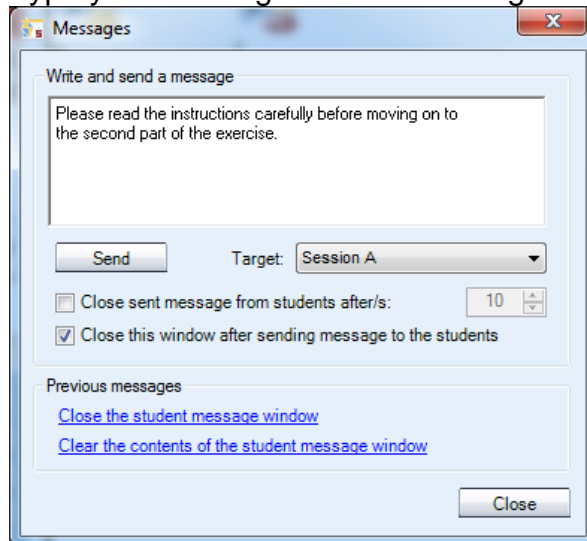 Messages
Write and send a message
Please read the instructions carefully before moving on to
the second part of the exercise.
Send Target: Session A
Close sent message from students after/s: 10
Close this window after sending message to the students
Previous messages
Close the student message window
Clear the contents of the student message window
Close